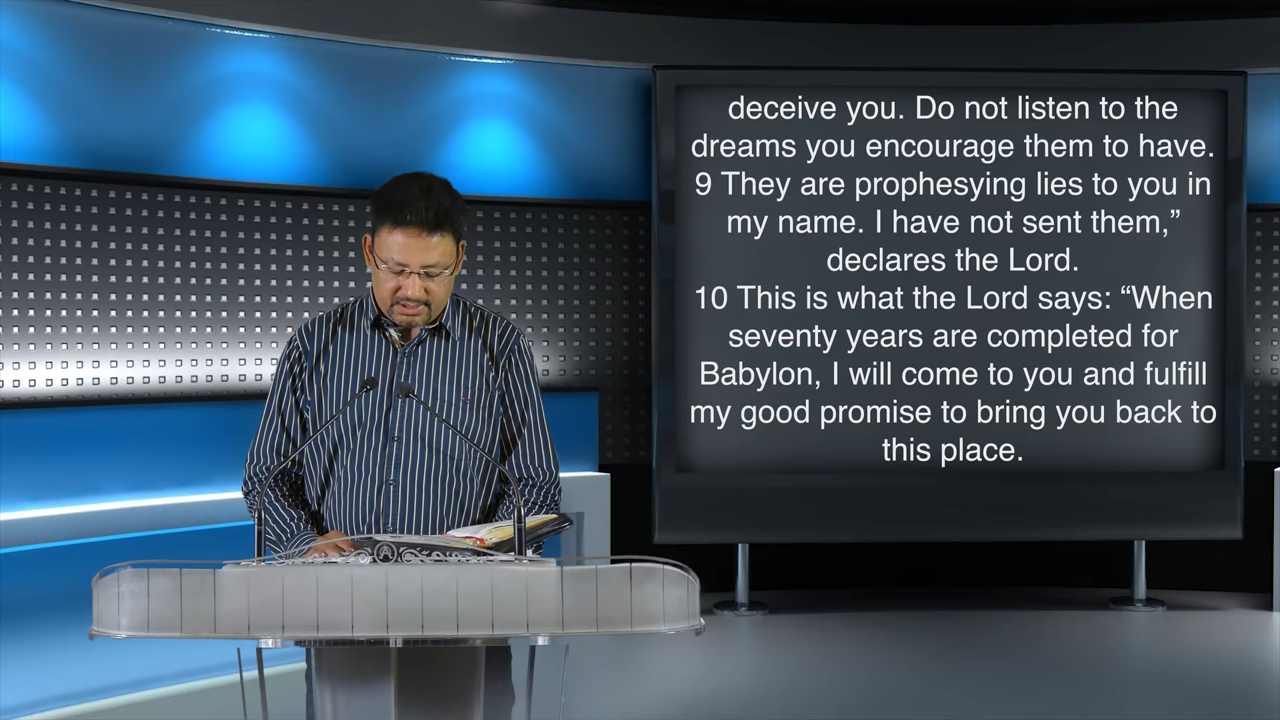 deceive you. Do not listen to the
dreams you encourage them to have.
9 They are prophesying lies to you in
my name. I have not sent them,”
declares the Lord.
10 This is what the Lord says: “When
seventy years are completed for
Babylon, I will come to you and fulfill
my good promise to bring you back to
this place.